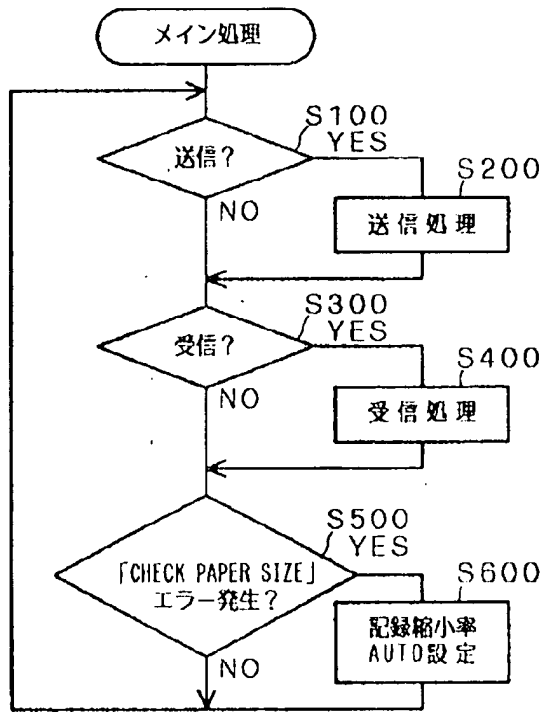 メイン処理
S100
YES
送信?
S200
NO
送信処理
S300
YES
受信?
S400
NO
受信処理
S500
YES
「CHECK PAPER SIZE」
エラー発生?
S600
記録縮小率
AUTO設定
NO